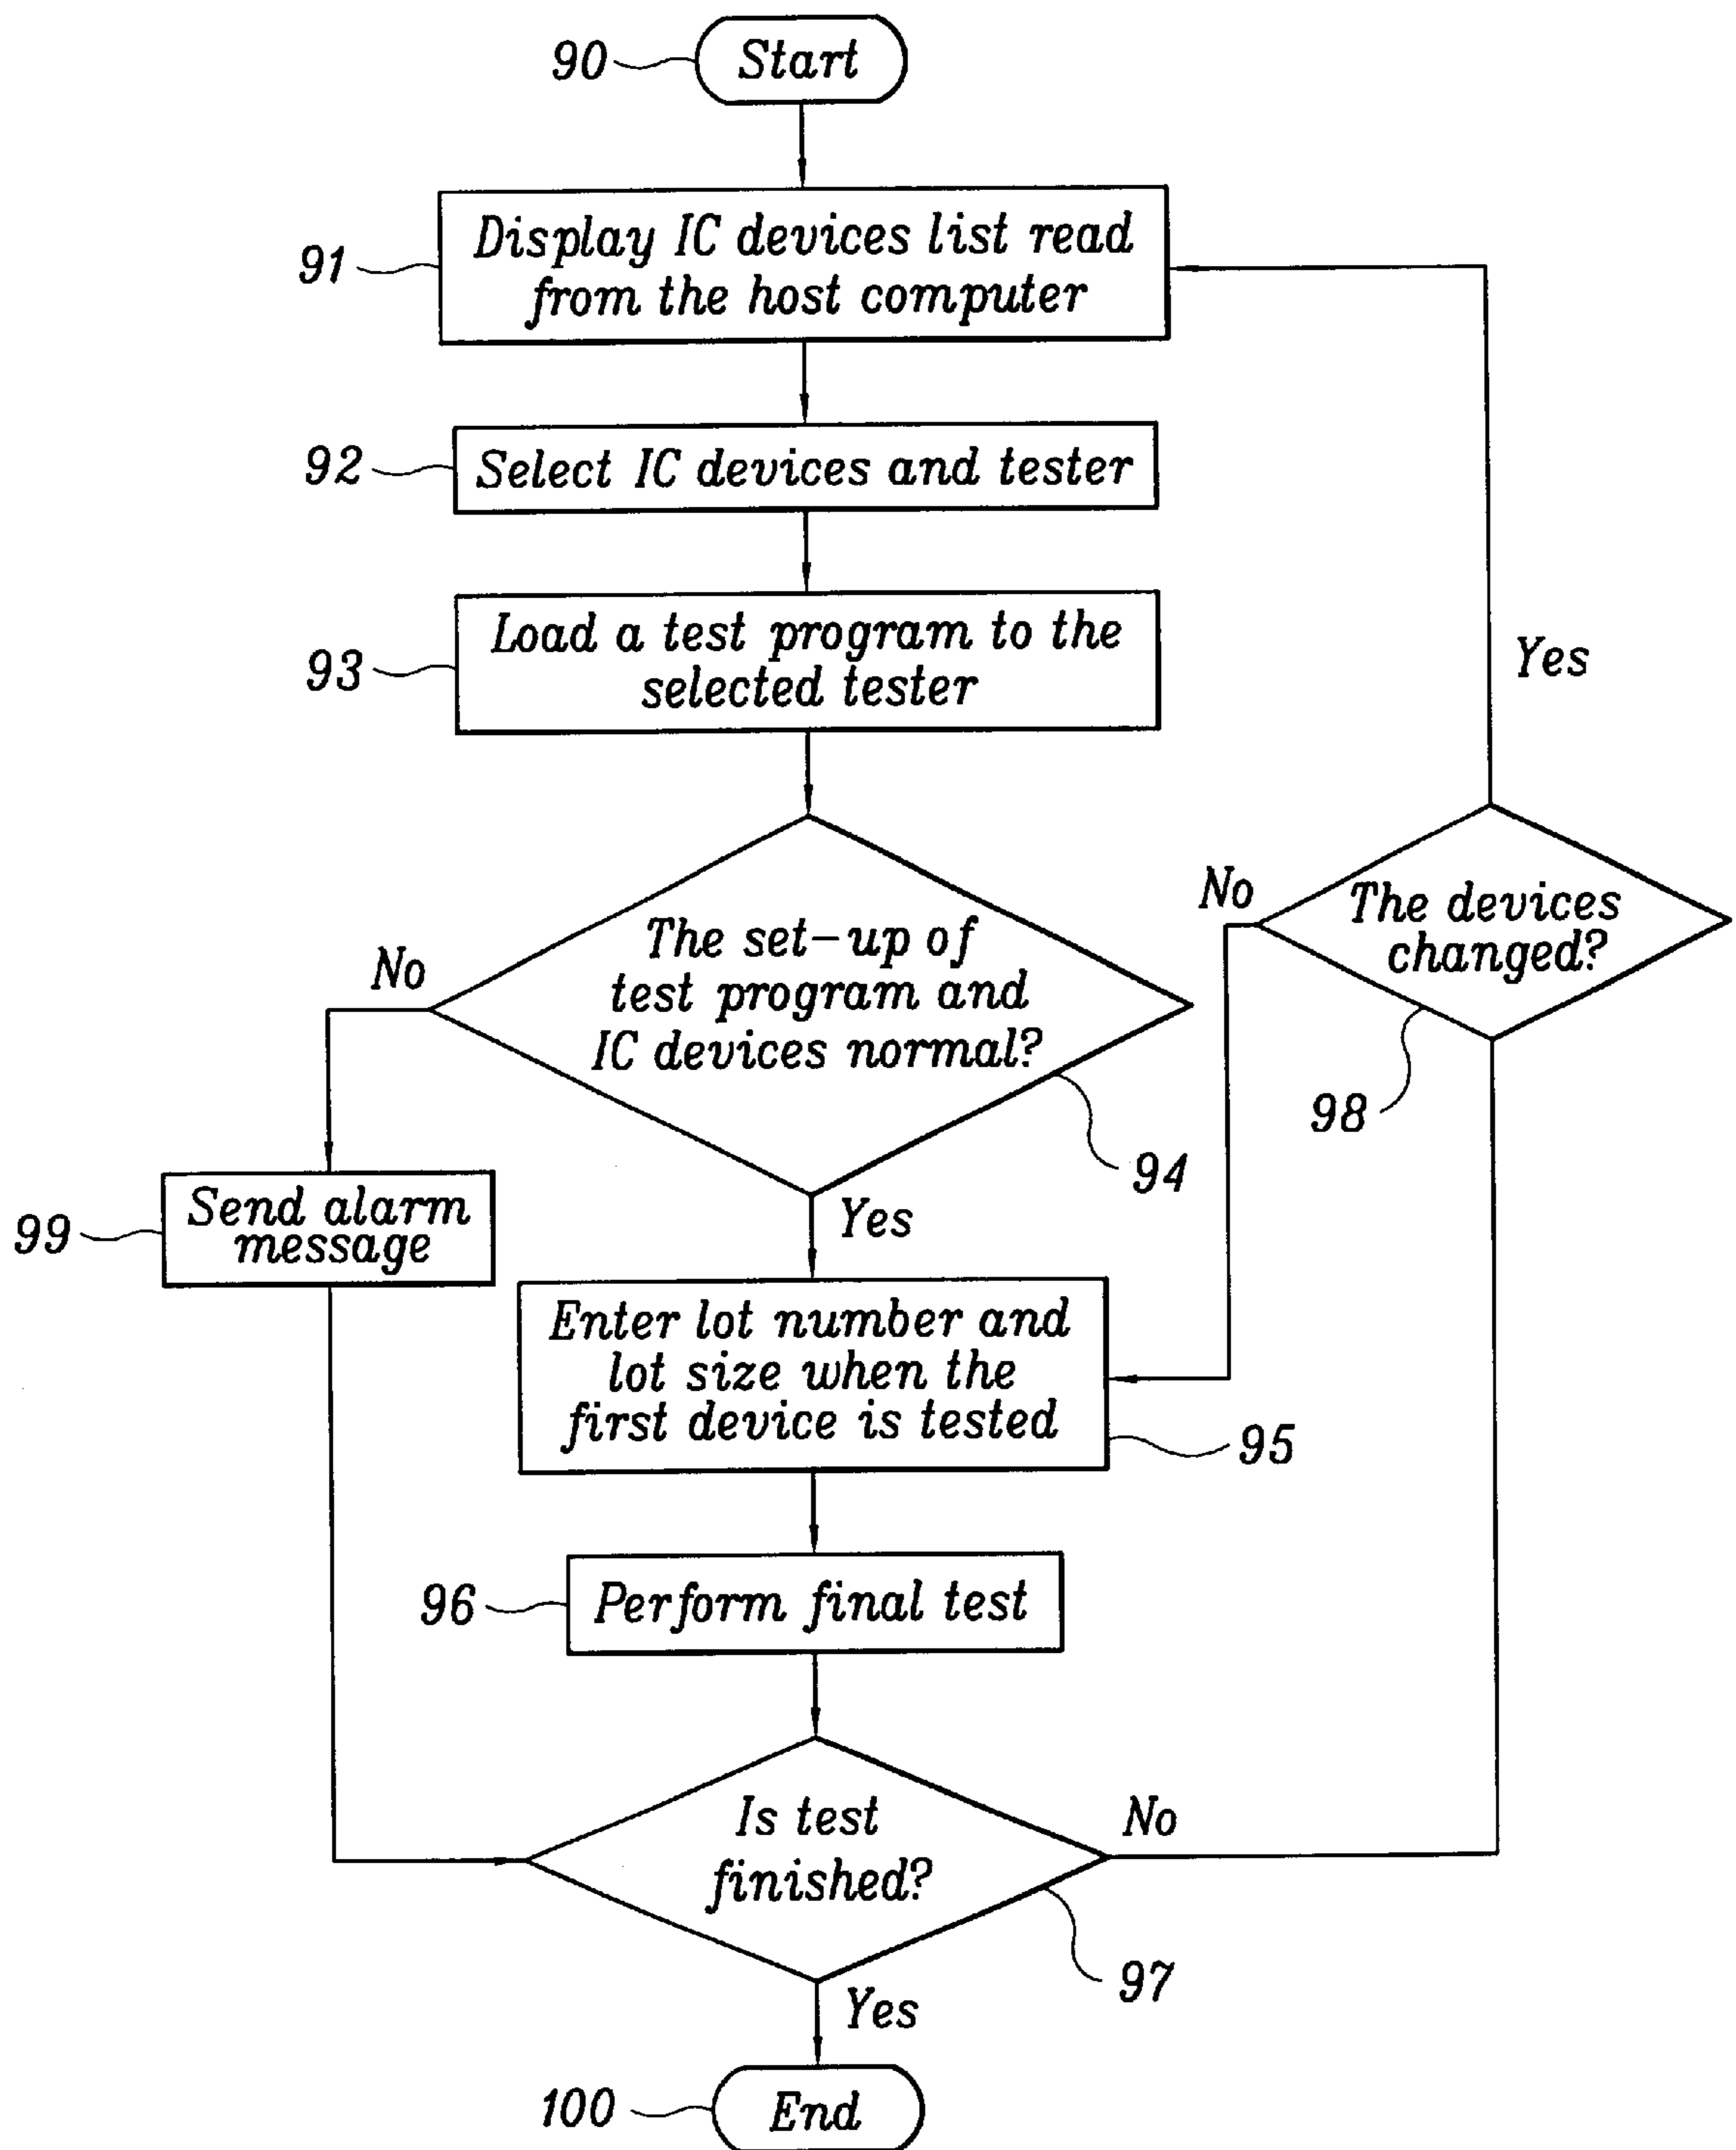 90
Start
91
Display IC devices list read
from the host computer
92
Select IC devices and tester
93
Load a test program to the
selected tester
Yes
No
The devices
changed?
98
No
The set-up of
test program and
IC devices normal?
94
Yes
99
Send alarm
message
Enter lot number and
lot size when the
first device is tested
95
96
Perform final test
Is test
finished?
No
97
Yes
100
End